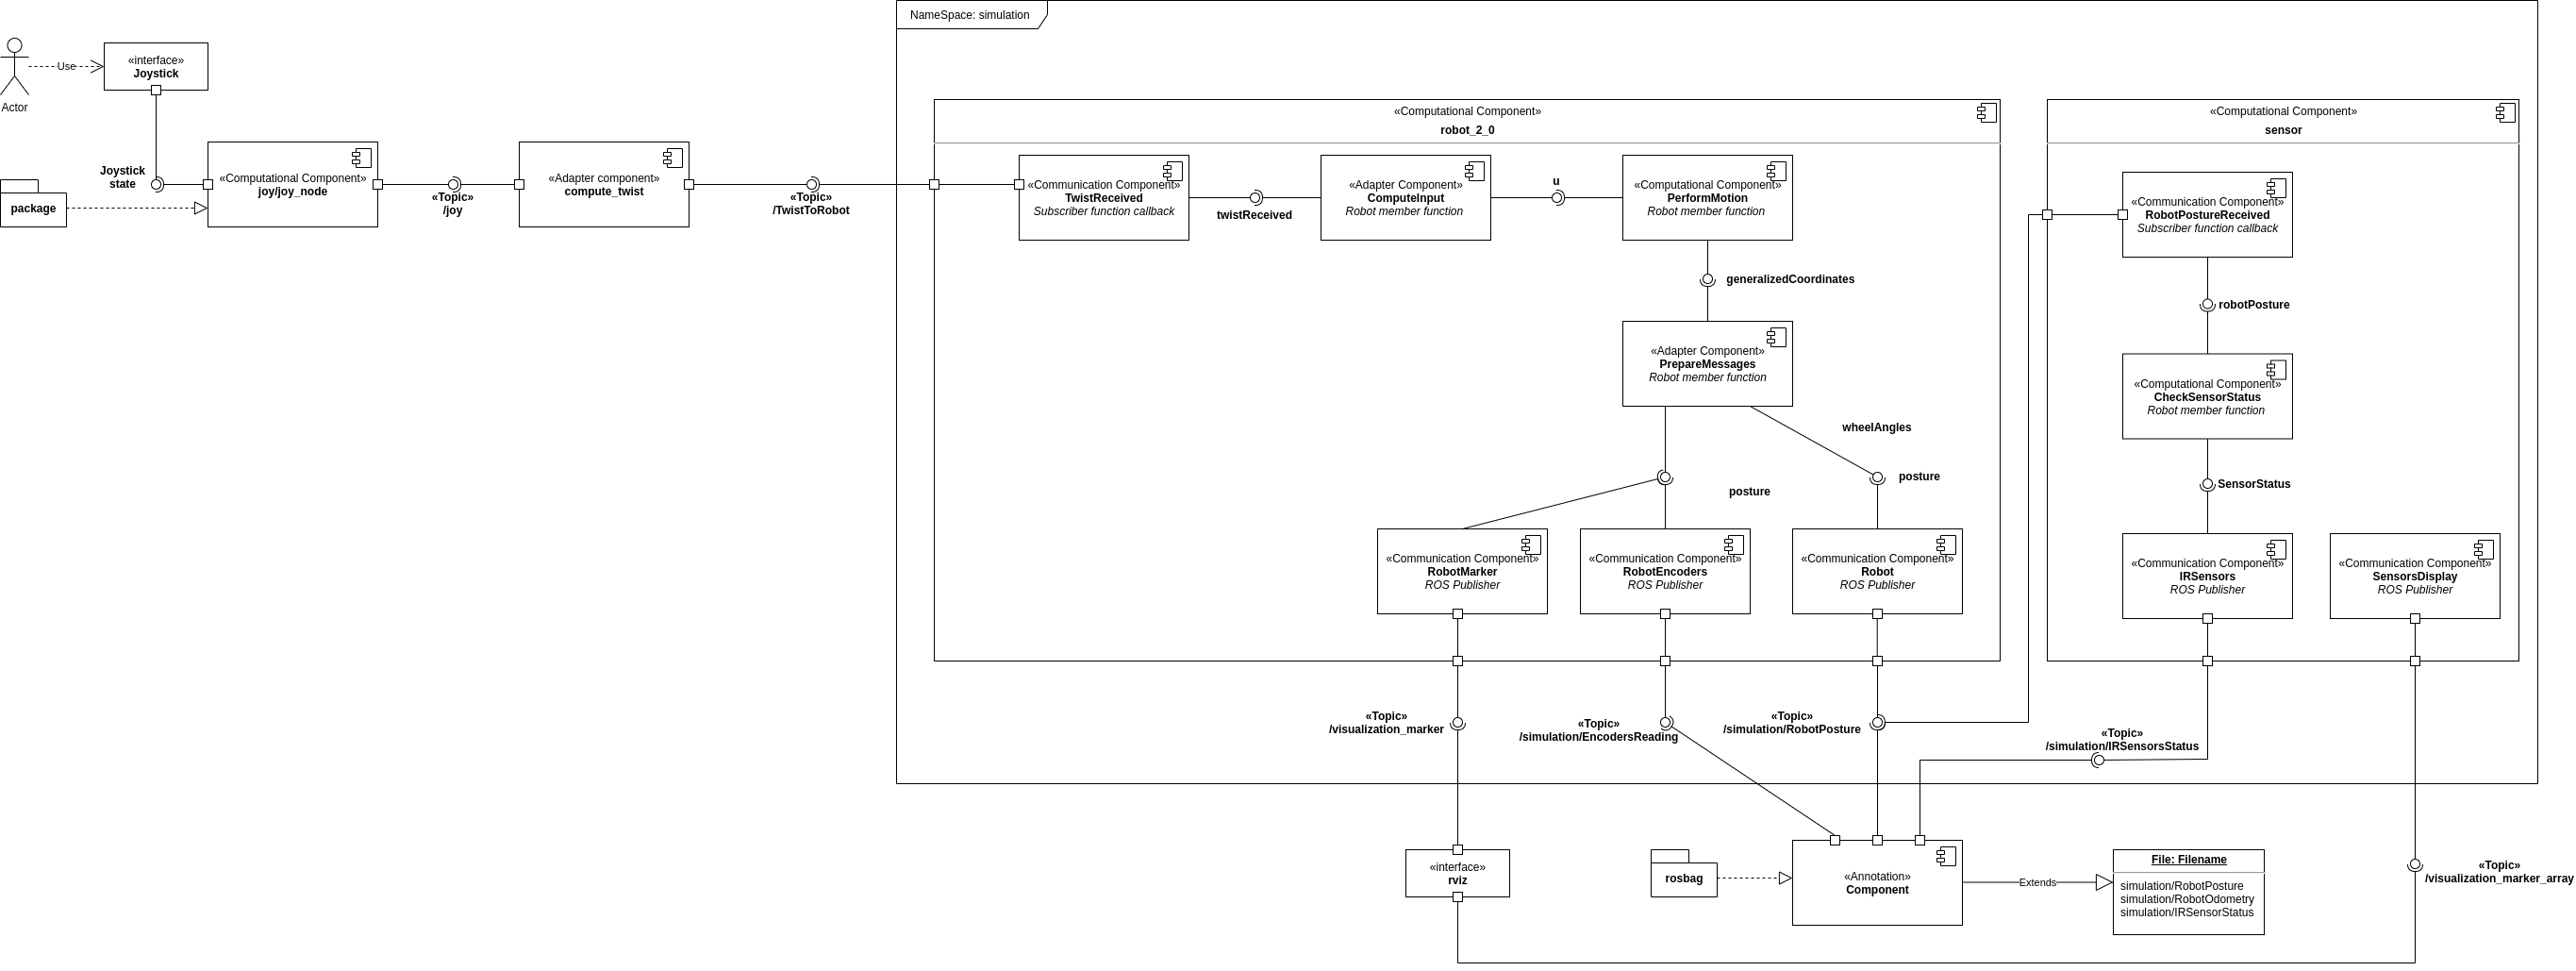 NameSpace: simulation
Actor
Use
«interface»
Joystick
Joystick
state
package
«Computational Component»
joy/joy_node
«Topic»
/joy
«Adapter component»
compute_twist
«Topic»
/TwistToRobot
«Computational Component»
robot_2_0
«Communication Component»
TwistReceived
Subscriber function callback
twistReceived
«Adapter Component»
ComputeInput
Robot member function
u
«Computational Component»
PerformMotion
Robot member function
generalizedCoordinates
«Adapter Component»
PrepareMessages
Robot member function
wheelAngles
posture
posture
«Communication Component»
RobotMarker
ROS Publisher
«Communication Component»
RobotEncoders
ROS Publisher
«Communication Component»
Robot
ROS Publisher
«Computational Component»
sensor
«Communication Component»
RobotPostureReceived
Subscriber function callback
robotPosture
«Computational Component»
CheckSensorStatus
Robot member function
SensorStatus
«Communication Component»
IRSensors
ROS Publisher
«Communication Component»
SensorsDisplay
ROS Publisher
«Topic»
/visualization_marker
«Topic»
/simulation/EncodersReading
«Topic»
/simulation/RobotPosture
«Topic»
/simulation/IRSensorsStatus
«interface»
rviz
rosbag
«Annotation»
Component
Extends
File: Filename
simulation/RobotPosture
simulation/RobotOdometry
simulation/IRSensorStatus
«Topic»
/visualization_marker_array